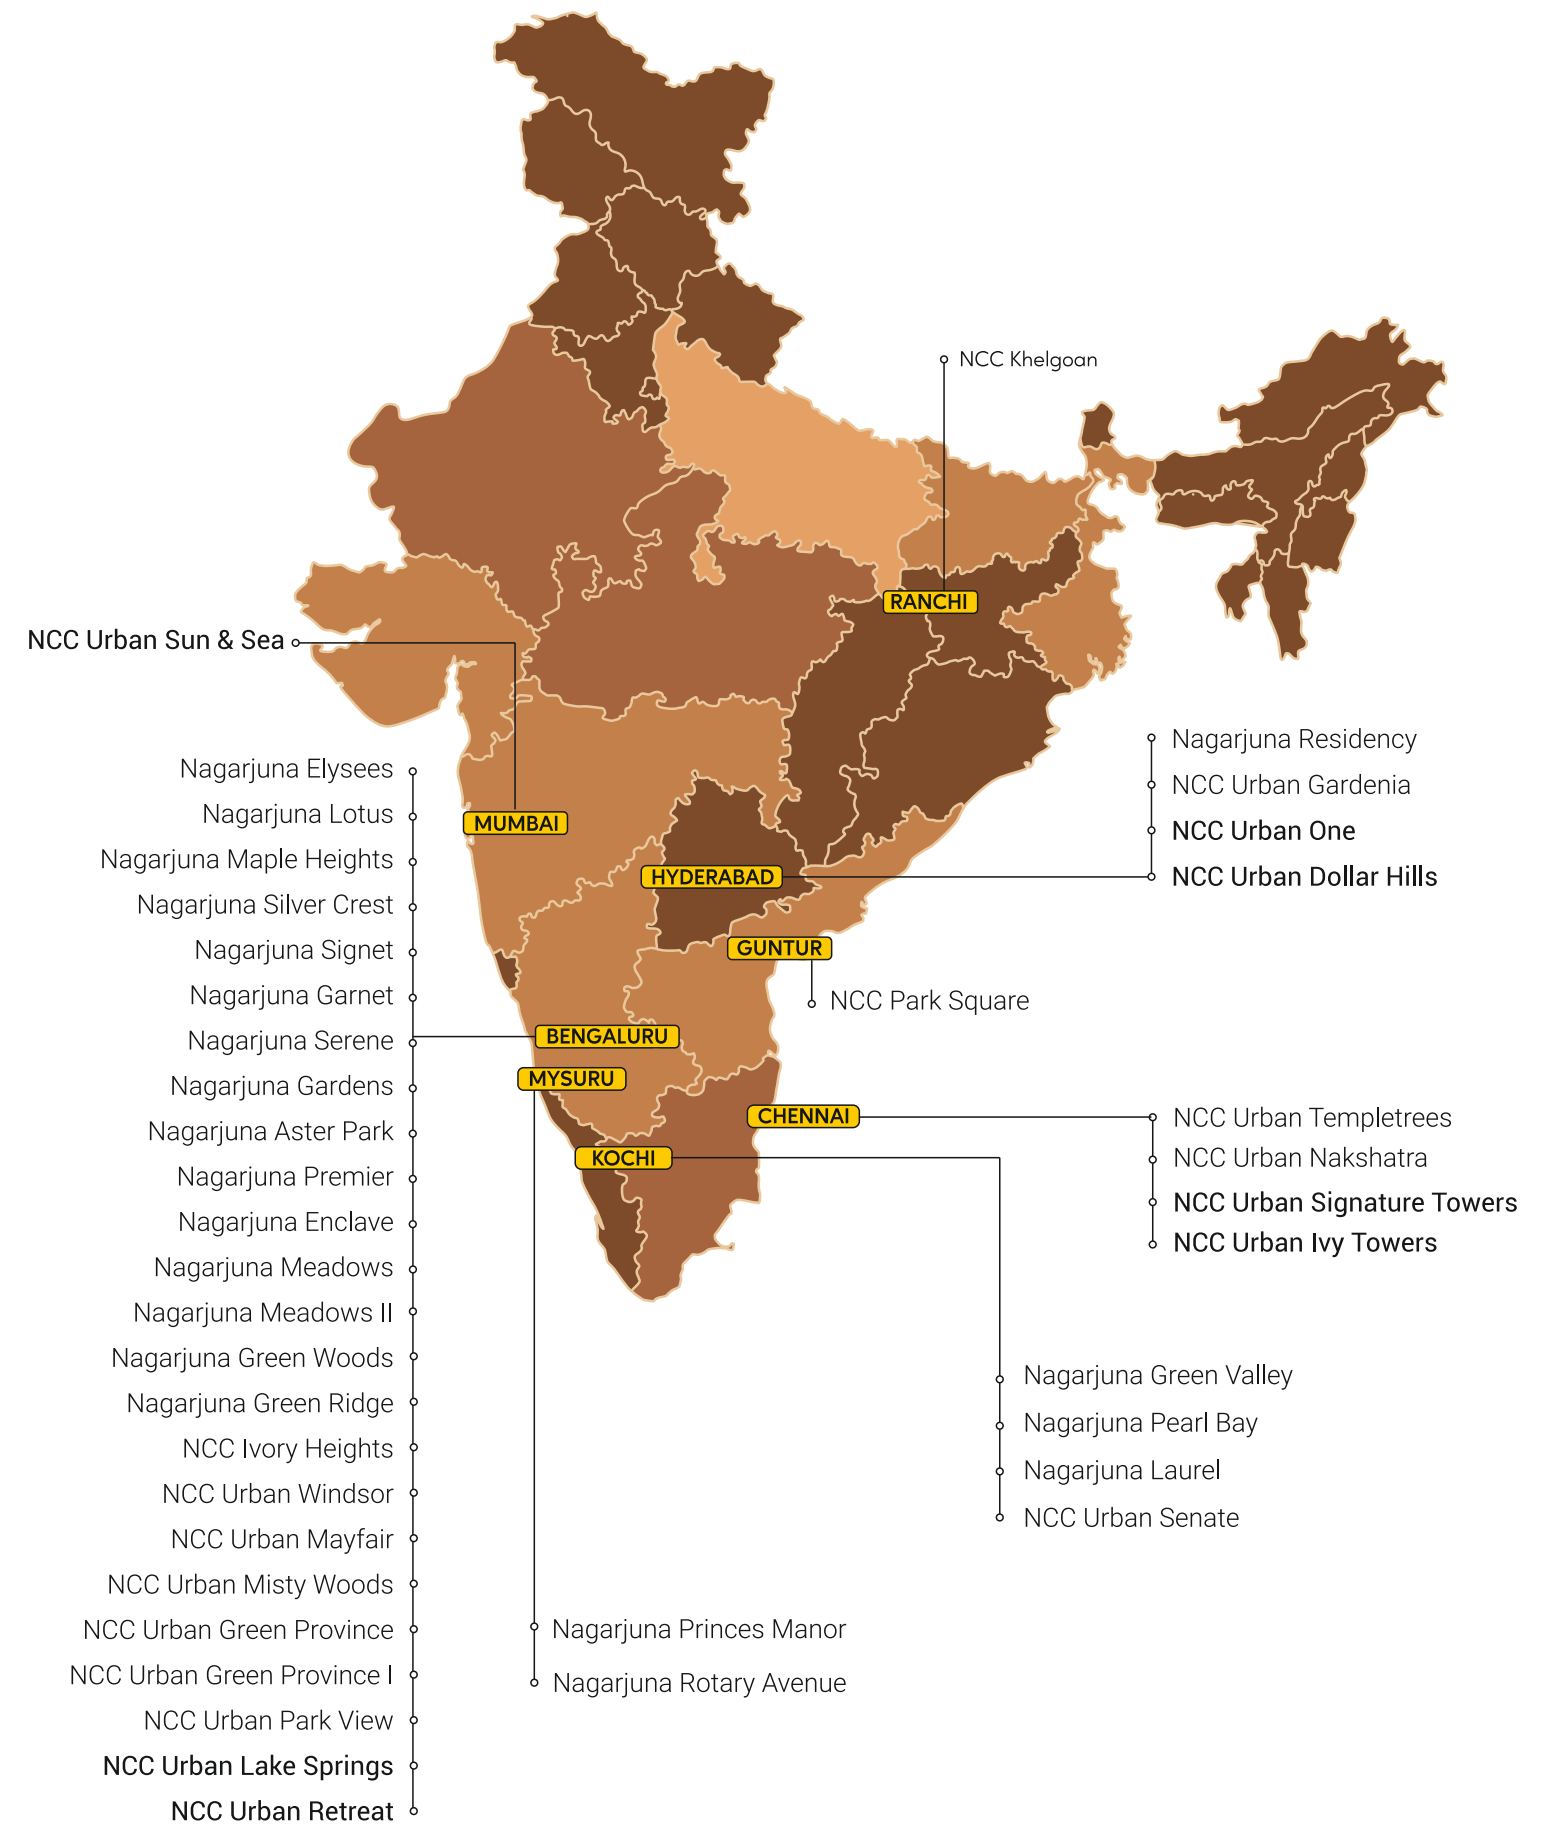 NCC Khelgoan
RANCHI
NCC Urban Sun & Sea
MUMBAI
Nagarjuna Residency
NCC Urban Gardenia
NCC Urban One
NCC Urban Dollar Hills
HYDERABAD
GUNTUR
NCC Park Square
Nagarjuna Elysees
Nagarjuna Lotus
Nagarjuna Maple Heights
Nagarjuna Silver Crest
Nagarjuna Signet
Nagarjuna Garnet
Nagarjuna Serene
Nagarjuna Gardens
Nagarjuna Aster Park
Nagarjuna Premier
Nagarjuna Enclave
Nagarjuna Meadows
Nagarjuna Meadows II
Nagarjuna Green Woods
Nagarjuna Green Ridge
NCC Ivory Heights
NCC Urban Windsor
NCC Urban Mayfair
NCC Urban Misty Woods
NCC Urban Green Province
NCC Urban Green Province I
NCC Urban Park View
NCC Urban Lake Springs
NCC Urban Retreat
BENGALURU
MYSURU
CHENNAI
NCC Urban Templetrees
NCC Urban Nakshatra
NCC Urban Signature Towers
NCC Urban Ivy Towers
KOCHI
Nagarjuna Green Valley
Nagarjuna Pearl Bay
Nagarjuna Laurel
NCC Urban Senate
Nagarjuna Princes Manor
Nagarjuna Rotary Avenue